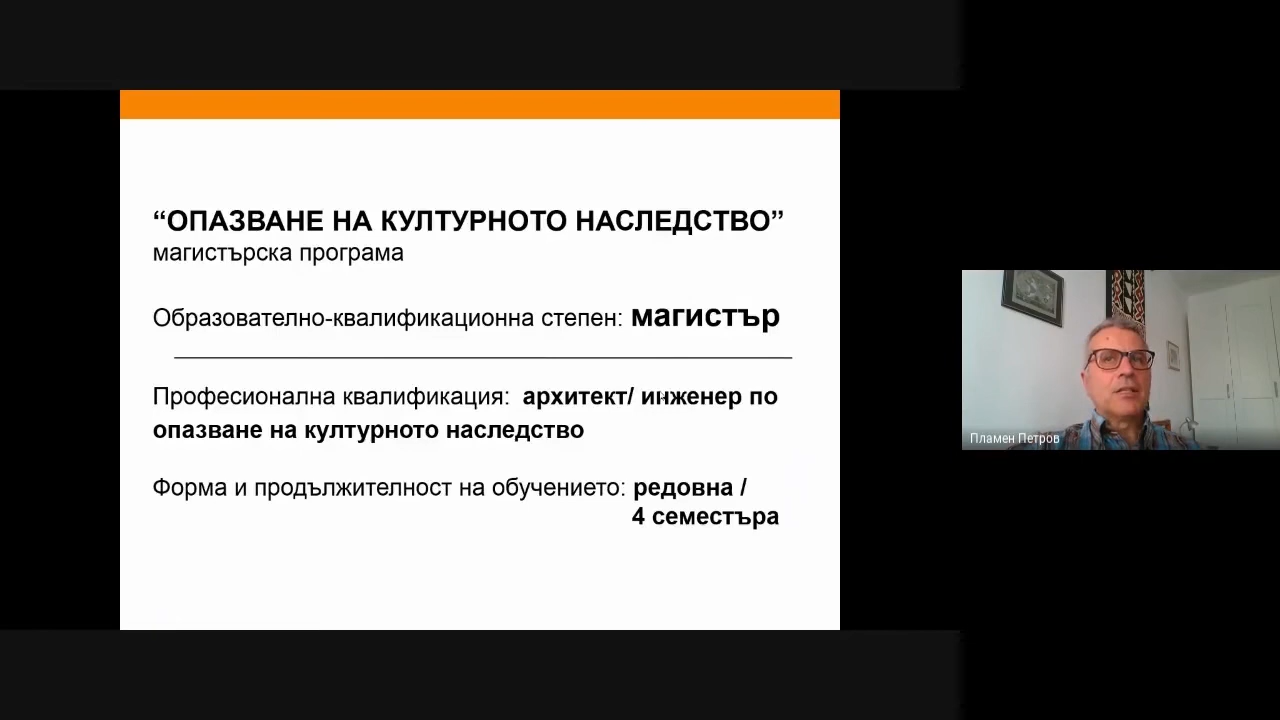 “ОПАЗВАНЕ НА КУЛТУРНОТО НАСЛЕДСТВО”
магистърска програма
Образователно-квалификационна степен: магистър
Професионална квалификация: архитект/ инженер по
опазване на културното наследство
Форма и продължителност на обучението: редовна /
4 семестъра
Пламен Петров